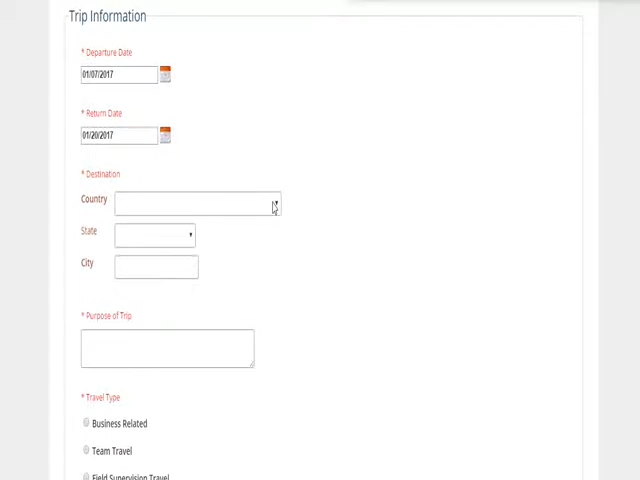 Trip Information
* Departure Date
01/07/2017
* Return Date
01/20/2017
* Destination
Country
State
City
* Purpose of Trip
* Travel Type
Business Related
Team Travel
Field Supervision Travel